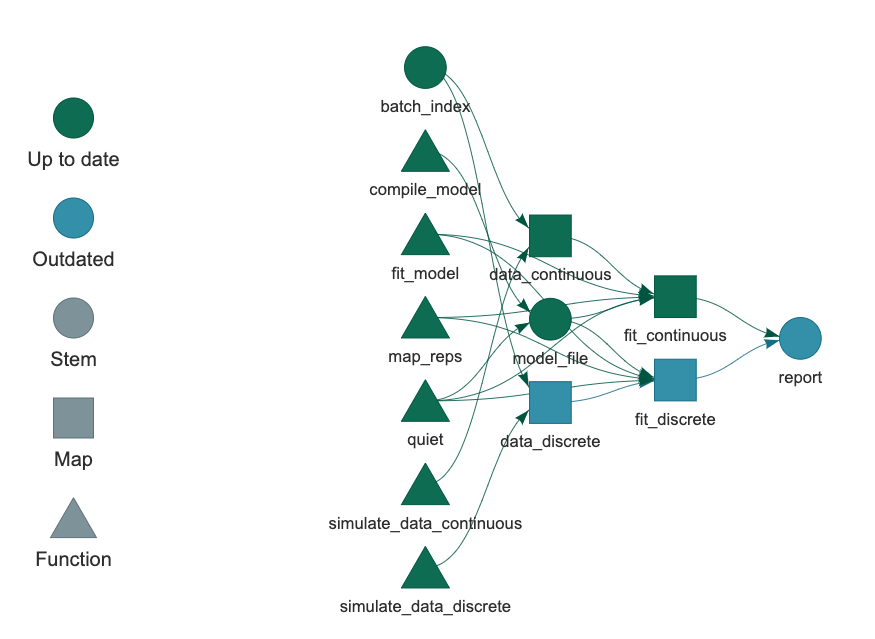 Up to date
Outdated
Stem
Map
Function
batch_index
compile_model
fit_model
map_reps
quiet
simulate_data_continuous
simulate_data_discrete
data_continuous
model_file
data_discrete
fit_continuous
fit_discrete
report